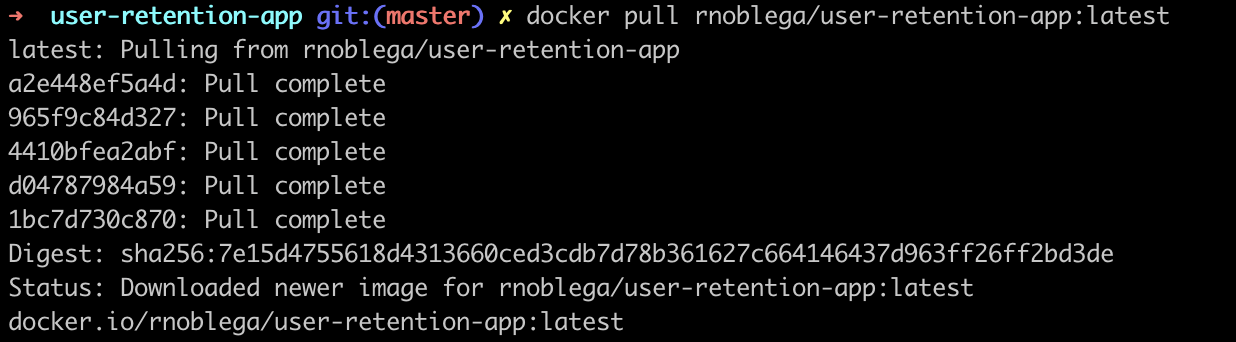 ➜  user-retention-app git:(master) ✗ docker pull rnoblega/user-retention-app:latest
latest: Pulling from rnoblega/user-retention-app
a2e448ef5a4d: Pull complete
965f9c84d327: Pull complete
4410bfea2abf: Pull complete
d04787984a59: Pull complete
1bc7d730c870: Pull complete
Digest: sha256:7e15d4755618d4313660ced3cdb7d78b361627c664146437d963ff26ff2bd3de
Status: Downloaded newer image for rnoblega/user-retention-app:latest
docker.io/rnoblega/user-retention-app:latest